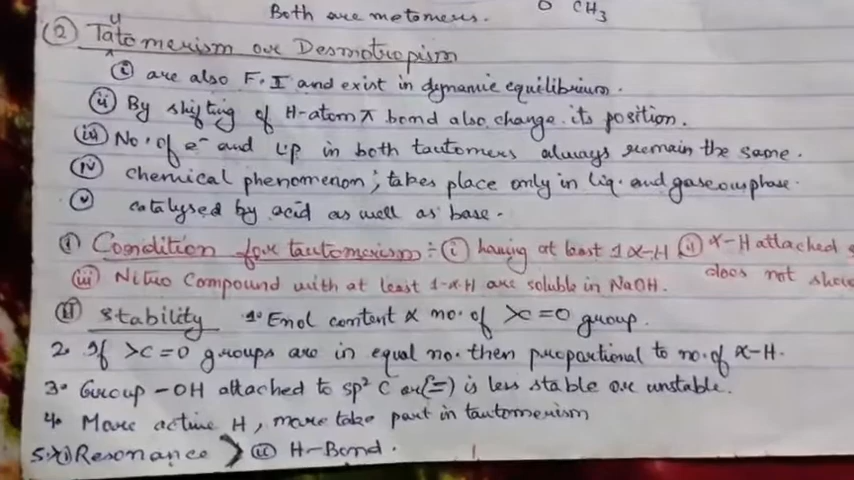 Both are metomers. O CH3
② Tautomerism or Desmotropism
ⓘ are also F.I and exist in dynamic equilibrium.
ⓘⓘ By shifting of H-atom π bond also change its position.
ⓘⓘⓘ No. of e⁻ and l.p in both tautomers always remain the same.
ⓘⓥ chemical phenomenon; takes place only in liq. and gaseous phase.
ⓥ catalysed by acid as well as base.
① Condition for tautomerism ÷ ⓘ having at least 1 α-H ⓘⓘ α-H attached
does not show
ⓘⓘⓘ Nitro Compound with at least 1-α-H are soluble in NaOH.
ⓘⓘ Stability 1• Enol content ∝ no. of >C=O group.
2• If >C=O groups are in equal no. then proportional to no. of α-H.
3• Group -OH attached to sp² C or (=) is less stable or unstable.
4• More active H, more take part in tautomerism
5. ⓘ Resonance > ⓘⓘ H-Bond.